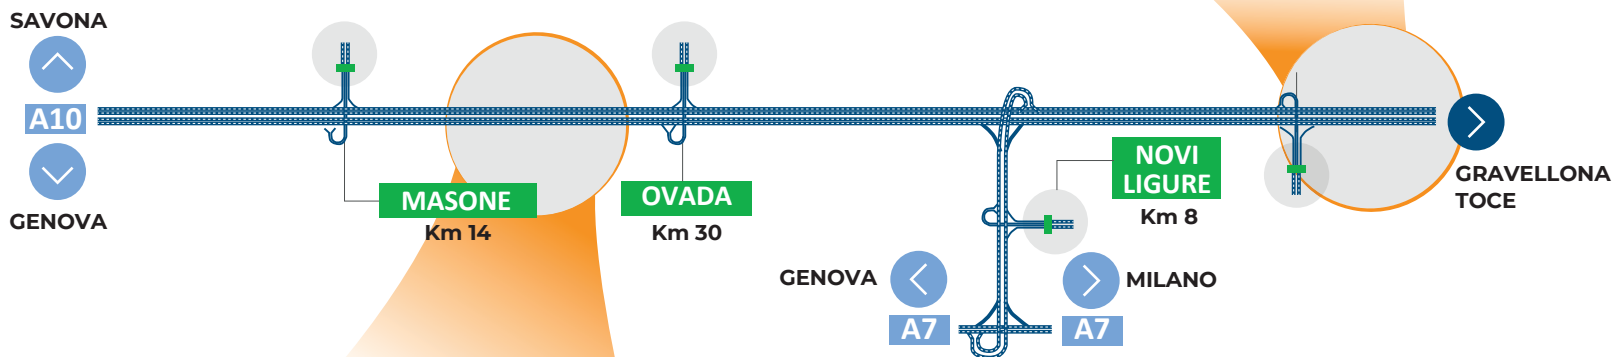 SAVONA
A10
GENOVA
MASONE
Km 14
OVADA
Km 30
NOVI
LIGURE
Km 8
GENOVA
A7
MILANO
A7
GRAVELLONA
TOCE